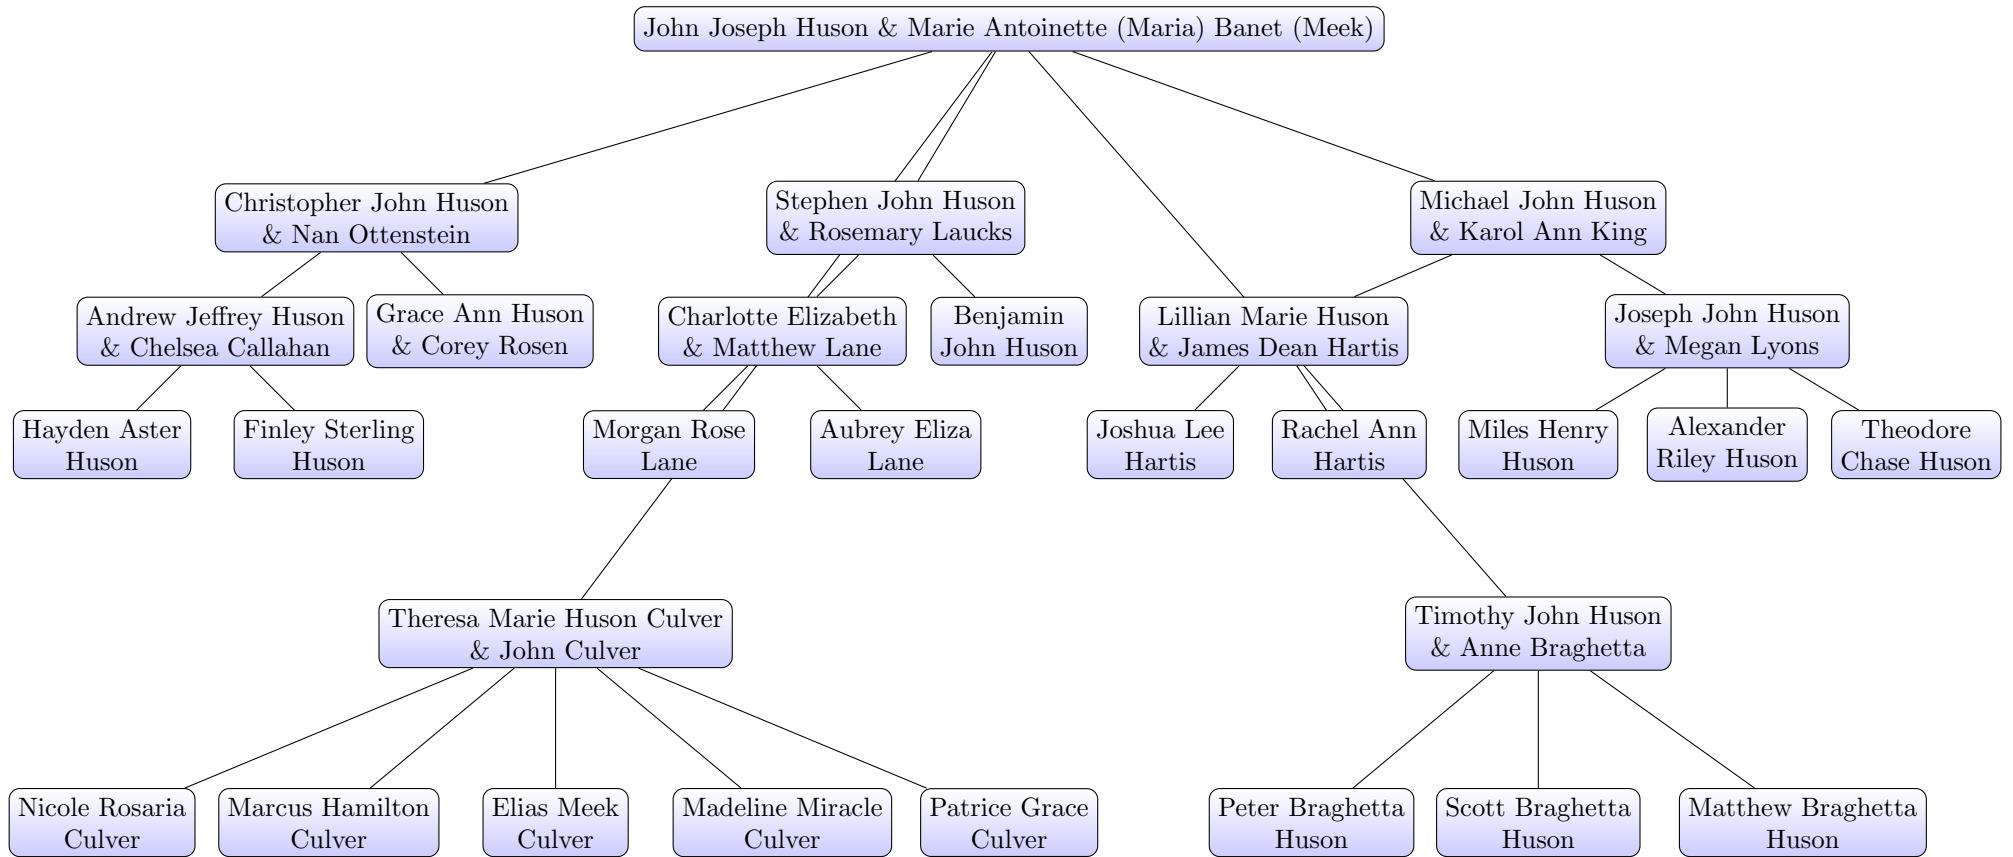 John Joseph Huson & Marie Antoinette (Maria) Banet (Meek)
Christopher John Huson
& Nan Ottenstein
Stephen John Huson
& Rosemary Laucks
Michael John Huson
& Karol Ann King
Andrew Jeffrey Huson
& Chelsea Callahan
Grace Ann Huson
& Corey Rosen
Charlotte Elizabeth
& Matthew Lane
Benjamin
John Huson
Lillian Marie Huson
& James Dean Hartis
Joseph John Huson
& Megan Lyons
Hayden Aster
Huson
Finley Sterling
Huson
Morgan Rose
Lane
Aubrey Eliza
Lane
Joshua Lee
Hartis
Rachel Ann
Hartis
Miles Henry
Huson
Alexander
Riley Huson
Theodore
Chase Huson
Theresa Marie Huson Culver
& John Culver
Timothy John Huson
& Anne Braghetta
Nicole Rosaria
Culver
Marcus Hamilton
Culver
Elias Meek
Culver
Madeline Miracle
Culver
Patrice Grace
Culver
Peter Braghetta
Huson
Scott Braghetta
Huson
Matthew Braghetta
Huson